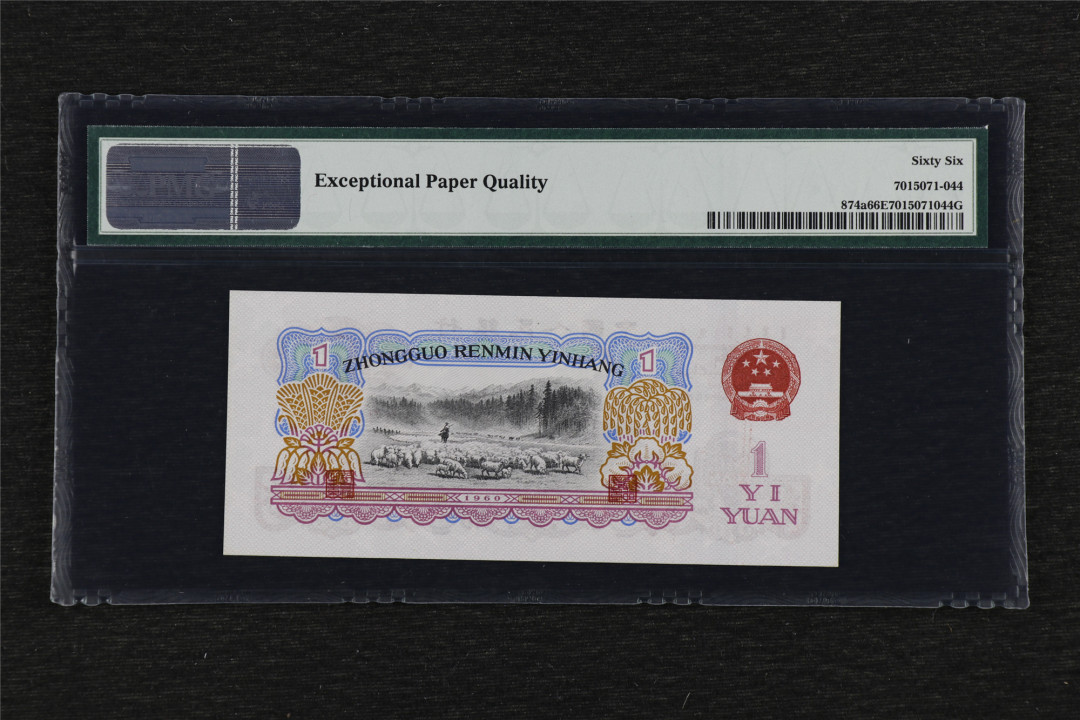 Exceptional Paper Quality
Sixty Six
7015071-044
874a66E7015071044G
1
ZHONGGUO RENMIN YINHANG
1
1960
1
YI
YUAN